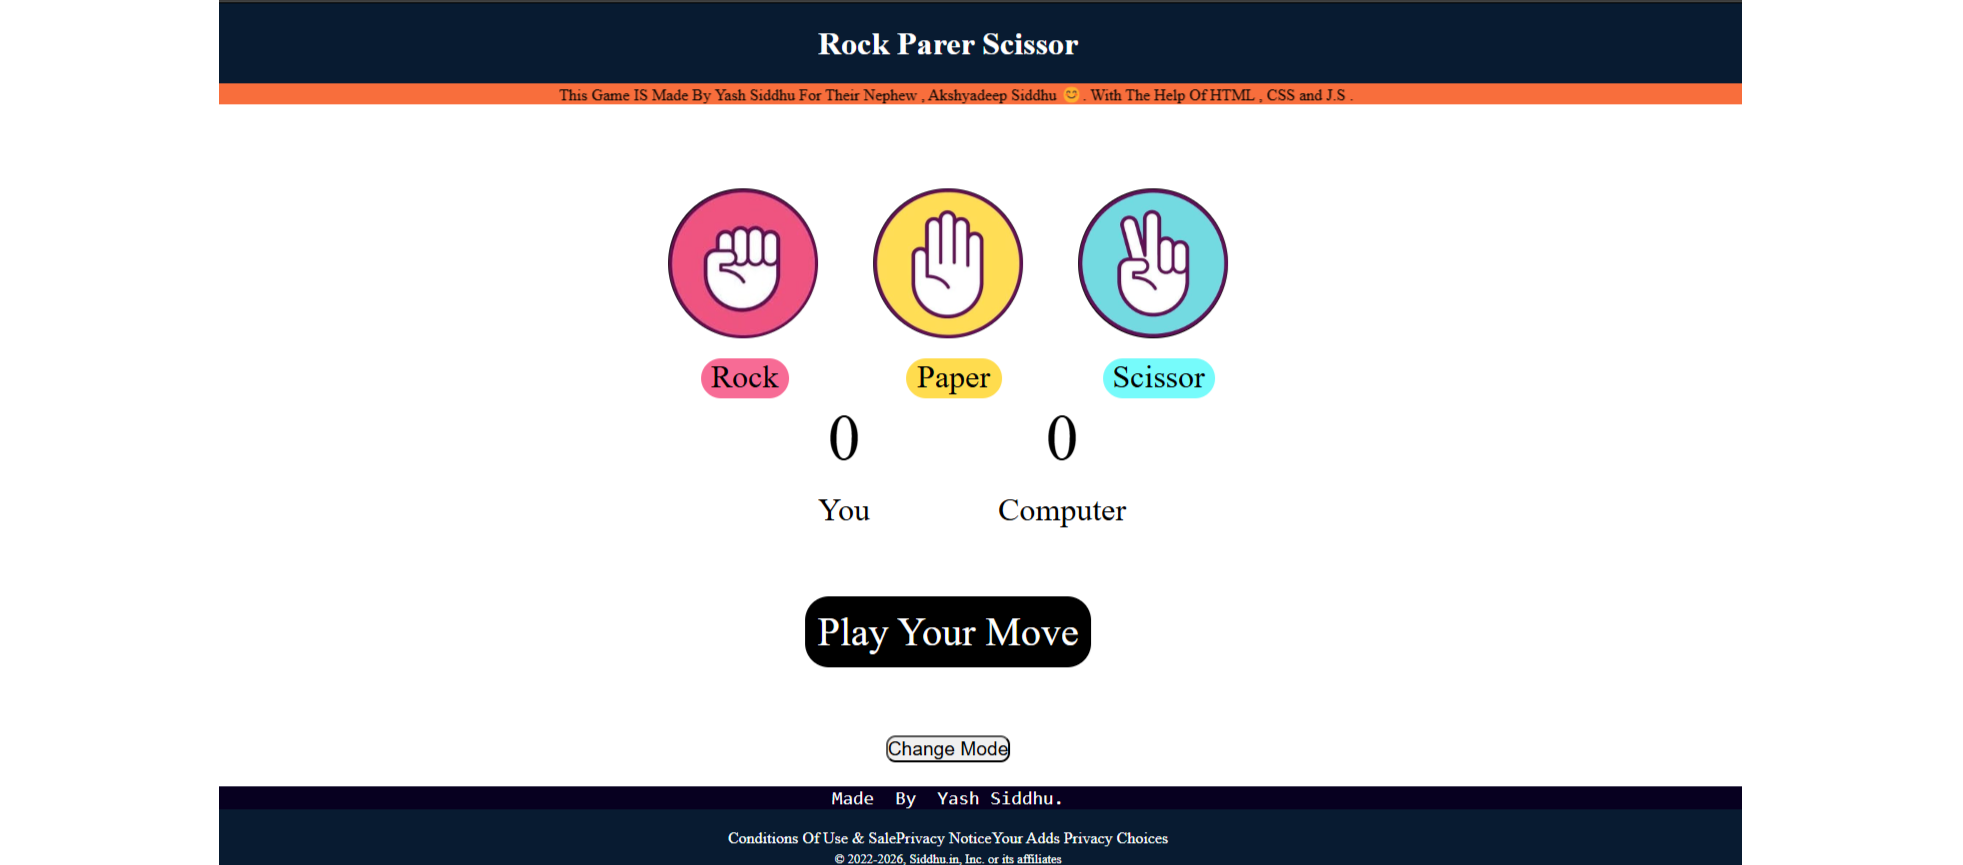 Rock Parer Scissor
This Game IS Made By Yash Siddhu For Their Nephew , Akshyadeep Siddhu 😊. With The Help Of HTML , CSS and J.S .
Rock Paper Scissor
0 0
You Computer
Play Your Move
Change Mode
Made By Yash Siddhu.
Conditions Of Use & SalePrivacy NoticeYour Adds Privacy Choices
© 2022-2026, Siddhu.in, Inc. or its affiliates